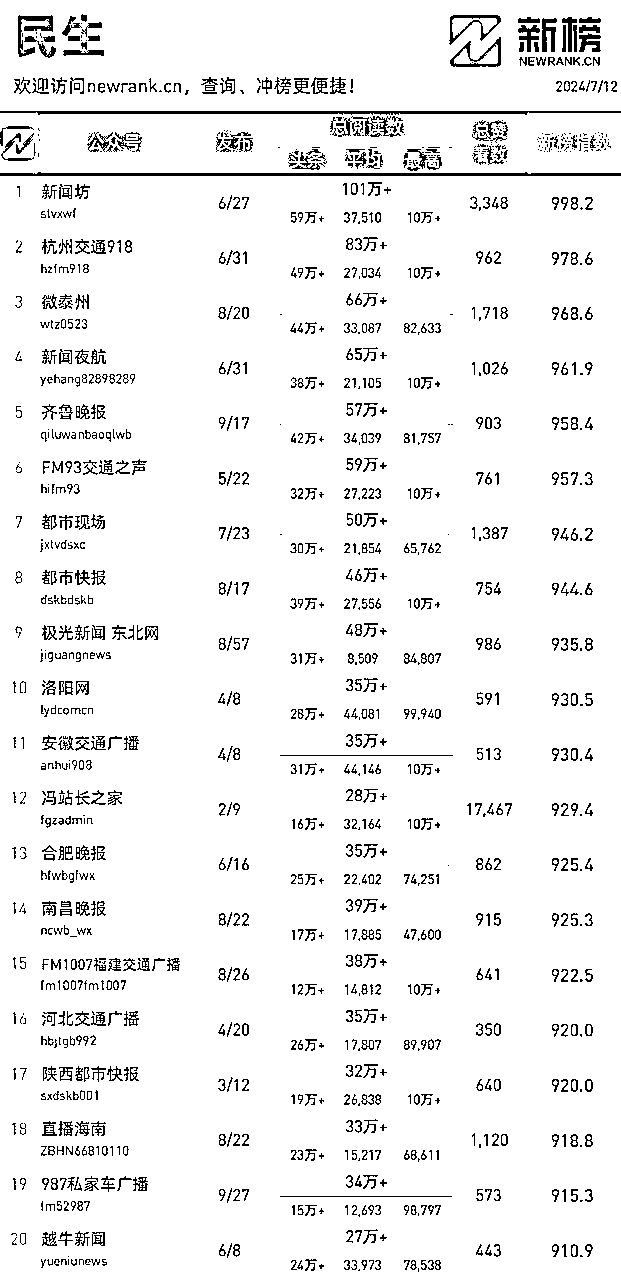 民生
新榜
NEWRANK.CN
欢迎访问newrank.cn，查询、冲榜更便捷！
2024/7/12
公众号 发布 总阅读数 总赞看数 新榜指数
头条 平均 最高
1 新闻坊 101万+
stvxwf 6/27 59万+ 37,510 10万+ 3,348 998.2
2 杭州交通918 83万+
hzfm918 6/31 49万+ 27,034 10万+ 962 978.6
3 微泰州 66万+
wtz0523 8/20 44万+ 33,087 82,633 1,718 968.6
4 新闻夜航 65万+
yehang82898289 6/31 38万+ 21,105 10万+ 1,026 961.9
5 齐鲁晚报 57万+
qiluwanbaoqlwb 9/17 42万+ 34,039 81,757 903 958.4
6 FM93交通之声 59万+
hifm93 5/22 32万+ 27,223 10万+ 761 957.3
7 都市现场 50万+
jxtvdsxc 7/23 30万+ 21,854 65,762 1,387 946.2
8 都市快报 46万+
dskbdskb 8/17 39万+ 27,556 10万+ 754 944.6
9 极光新闻 东北网 48万+
jiguangnews 8/57 31万+ 8,509 84,807 986 935.8
10 洛阳网 35万+
lydcomcn 4/8 28万+ 44,081 99,940 591 930.5
11 安徽交通广播 35万+
anhui908 4/8 31万+ 44,146 10万+ 513 930.4
12 冯站长之家 28万+
fgzadmin 2/9 16万+ 32,164 10万+ 17,467 929.4
13 合肥晚报 35万+
hfwbgfwx 6/16 25万+ 22,402 74,251 862 925.4
14 南昌晚报 39万+
ncwb_wx 8/22 17万+ 17,885 47,600 915 925.3
15 FM1007福建交通广播 38万+
fm1007fm1007 8/26 12万+ 14,812 10万+ 641 922.5
16 河北交通广播 35万+
hbjtgb992 4/20 26万+ 17,807 89,907 350 920.0
17 陕西都市快报 32万+
sxdskb001 3/12 19万+ 26,838 10万+ 640 920.0
18 直播海南 33万+
ZBHN66810110 8/22 23万+ 15,217 68,611 1,120 918.8
19 987私家车广播 34万+
fm52987 9/27 15万+ 12,693 98,797 573 915.3
20 越牛新闻 27万+
yueniunews 6/8 24万+ 33,973 78,538 443 910.9